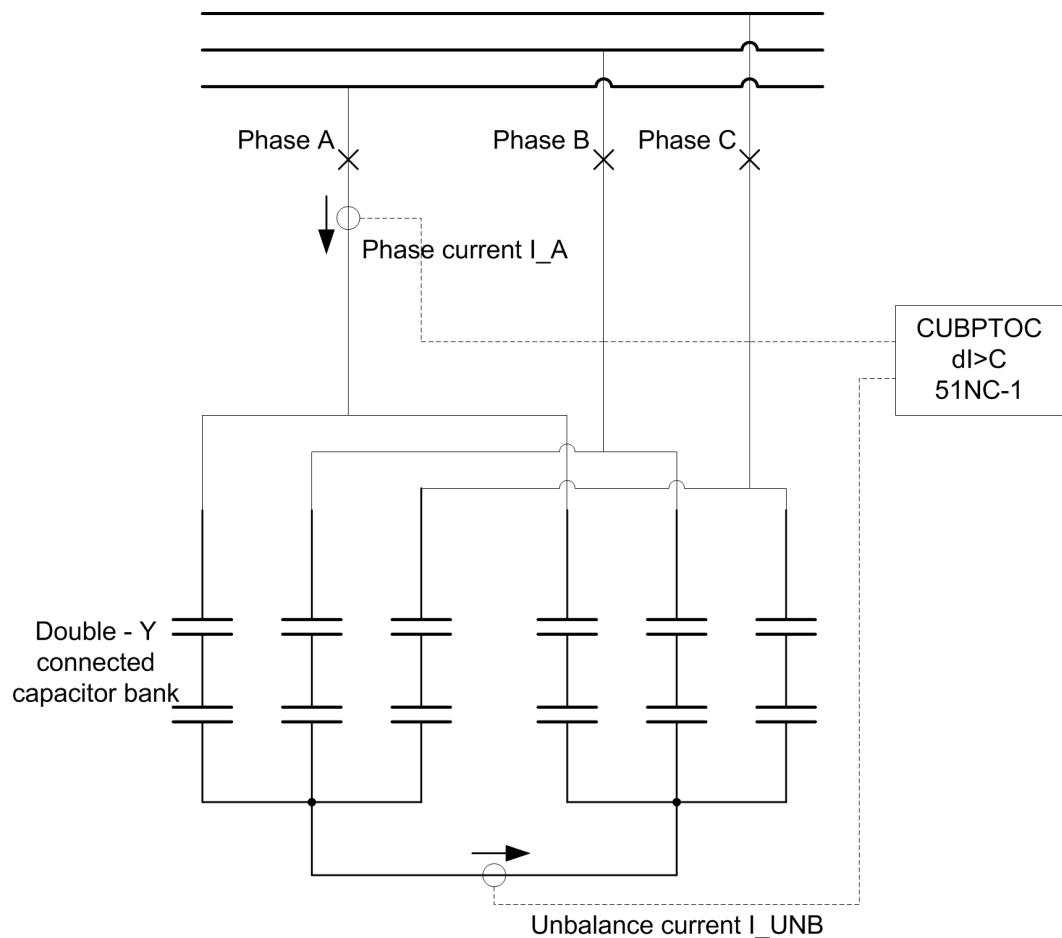 Phase A
Phase B
Phase C
Phase current I_A
CUBPTOC
dI>C
51NC-1
Double - Y
connected
capacitor bank
Unbalance current I_UNB